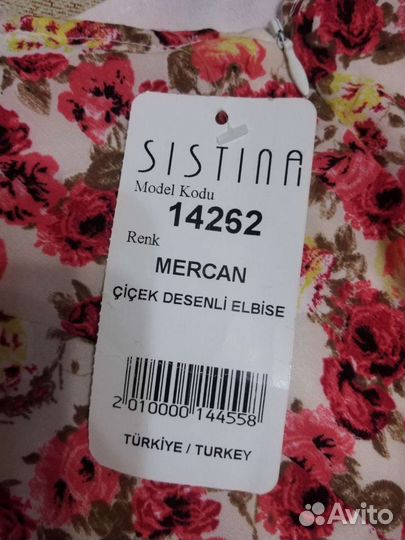 SISTINA
Model Kodu
14262
Renk
MERCAN
ÇİÇEK DESENLİ ELBİSE
2 010000 144558
TÜRKİYE / TURKEY
Avito